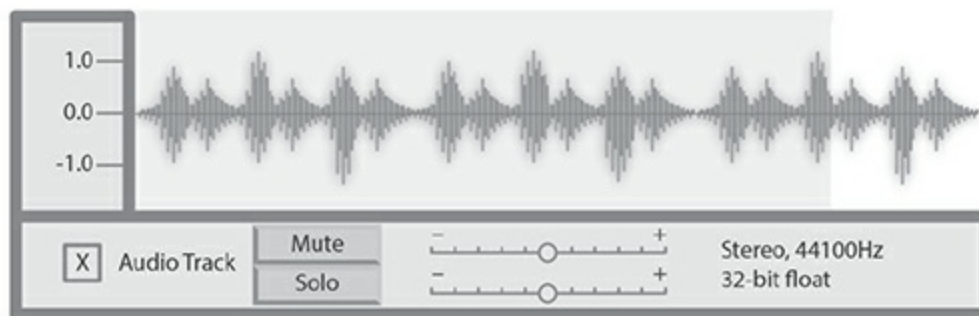 1.0
0.0
-1.0
X Audio Track
Mute
Solo
- +
- +
Stereo, 44100Hz
32-bit float